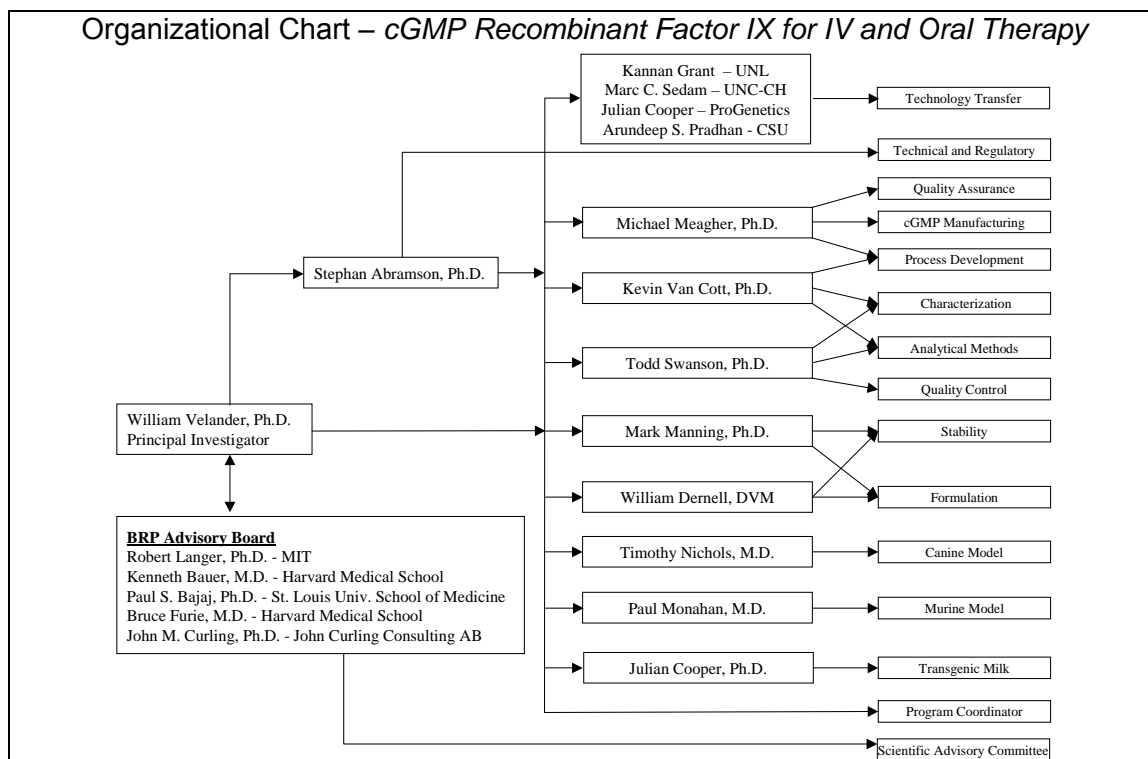 Organizational Chart – cGMP Recombinant Factor IX for IV and Oral Therapy
Kannan Grant – UNL
Marc C. Sedam – UNC-CH
Julian Cooper – ProGenetics
Arundeep S. Pradhan - CSU
Technology Transfer
Technical and Regulatory
Quality Assurance
Michael Meagher, Ph.D.
cGMP Manufacturing
Process Development
Stephan Abramson, Ph.D.
Kevin Van Cott, Ph.D.
Characterization
Analytical Methods
Todd Swanson, Ph.D.
Quality Control
William Velander, Ph.D.
Principal Investigator
Mark Manning, Ph.D.
Stability
William Dernell, DVM
Formulation
BRP Advisory Board
Robert Langer, Ph.D. - MIT
Kenneth Bauer, M.D. - Harvard Medical School
Paul S. Bajaj, Ph.D. - St. Louis Univ. School of Medicine
Bruce Furie, M.D. - Harvard Medical School
John M. Curling, Ph.D. - John Curling Consulting AB
Timothy Nichols, M.D.
Canine Model
Paul Monahan, M.D.
Murine Model
Julian Cooper, Ph.D.
Transgenic Milk
Program Coordinator
Scientific Advisory Committee